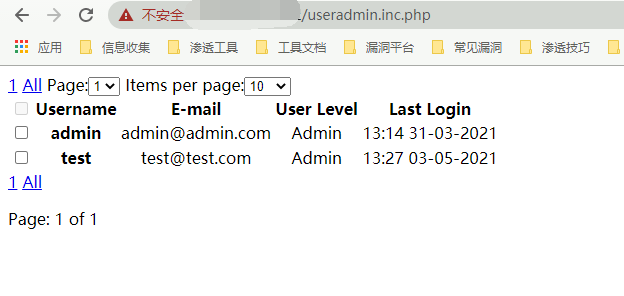 不安全 /useradmin.inc.php
应用 信息收集 渗透工具 工具文档 漏洞平台 常见漏洞 渗透技巧
1 All Page: 1 Items per page: 10
Username E-mail User Level Last Login
admin admin@admin.com Admin 13:14 31-03-2021
test test@test.com Admin 13:27 03-05-2021
1 All
Page: 1 of 1